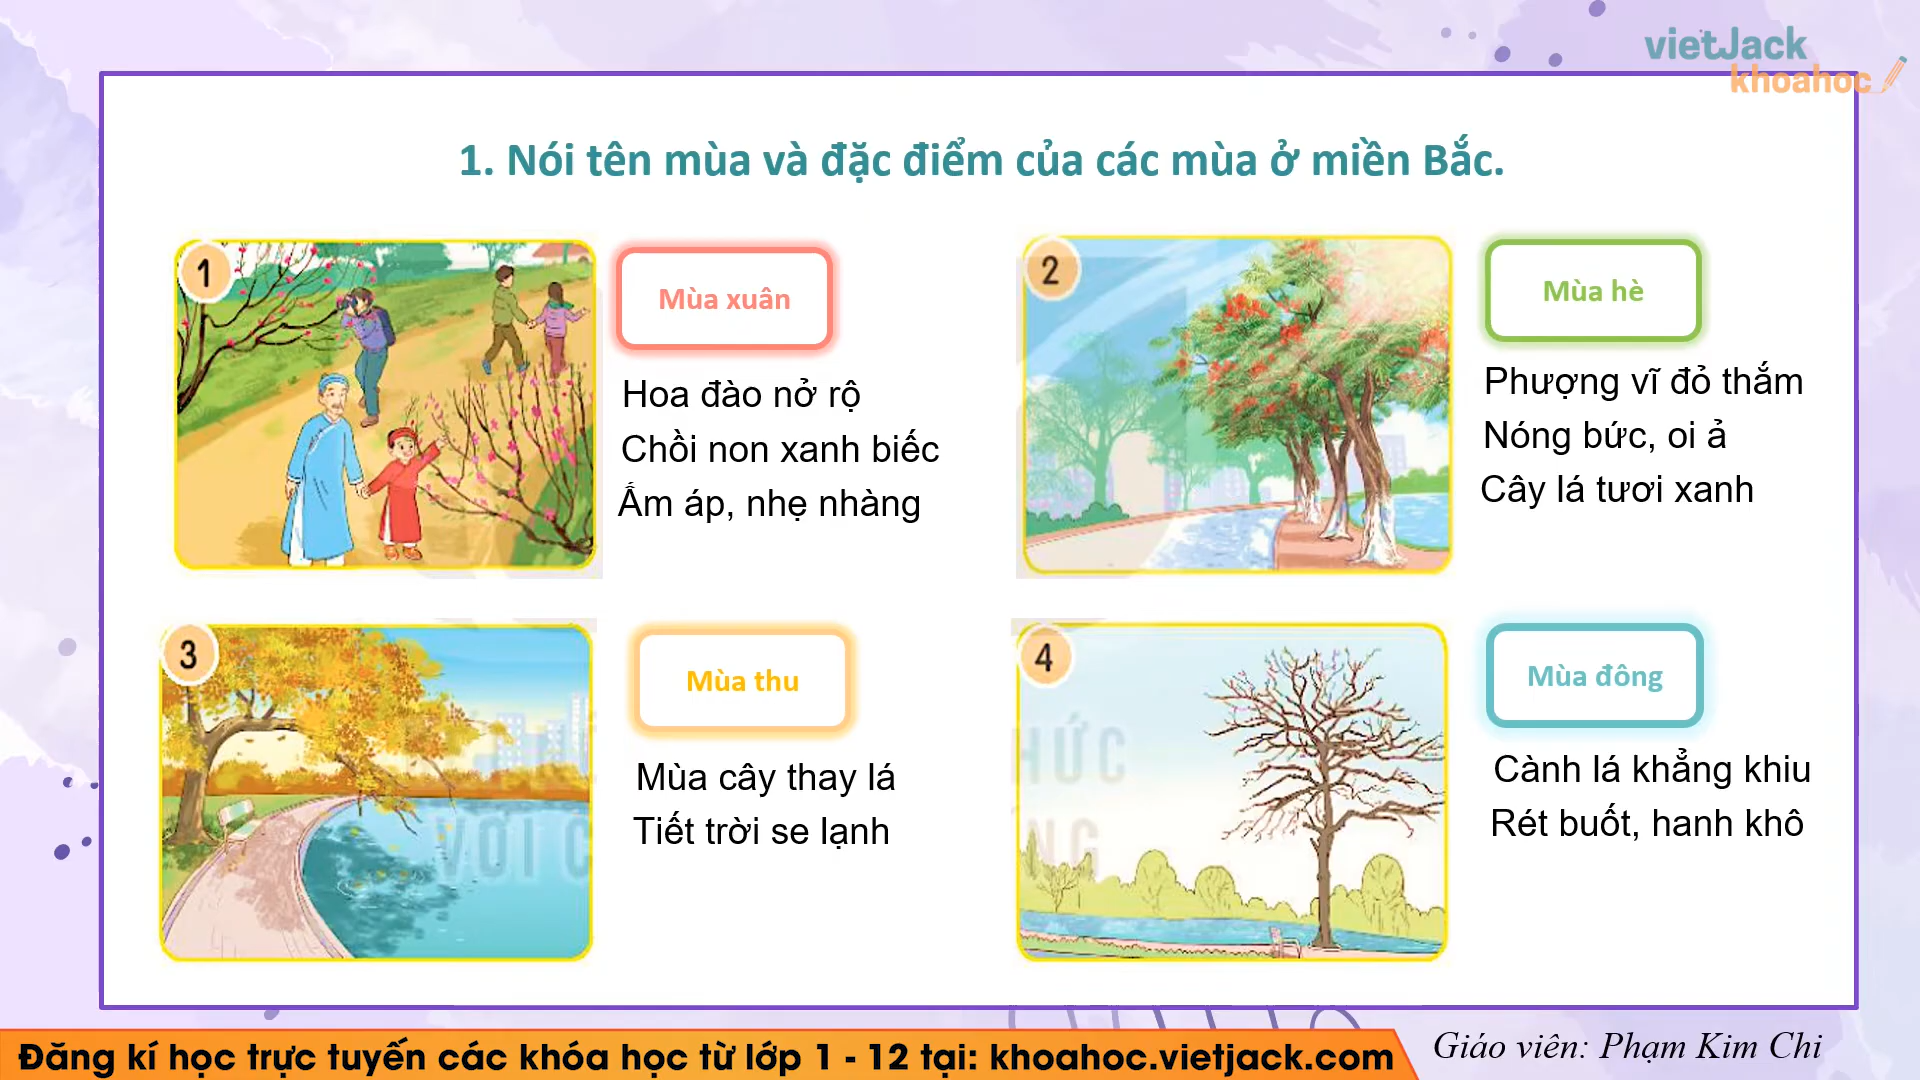 vietJack
khoahoc
1. Nói tên mùa và đặc điểm của các mùa ở miền Bắc.
1
Mùa xuân
Hoa đào nở rộ
Chồi non xanh biếc
Ấm áp, nhẹ nhàng
2
Mùa hè
Phượng vĩ đỏ thắm
Nóng bức, oi ả
Cây lá tươi xanh
3
Mùa thu
Mùa cây thay lá
Tiết trời se lạnh
VỚI C
4
HỨC
NG
Mùa đông
Cành lá khẳng khiu
Rét buốt, hanh khô
Đăng kí học trực tuyến các khóa học từ lớp 1 - 12 tại: khoahoc.vietjack.com
Giáo viên: Phạm Kim Chi